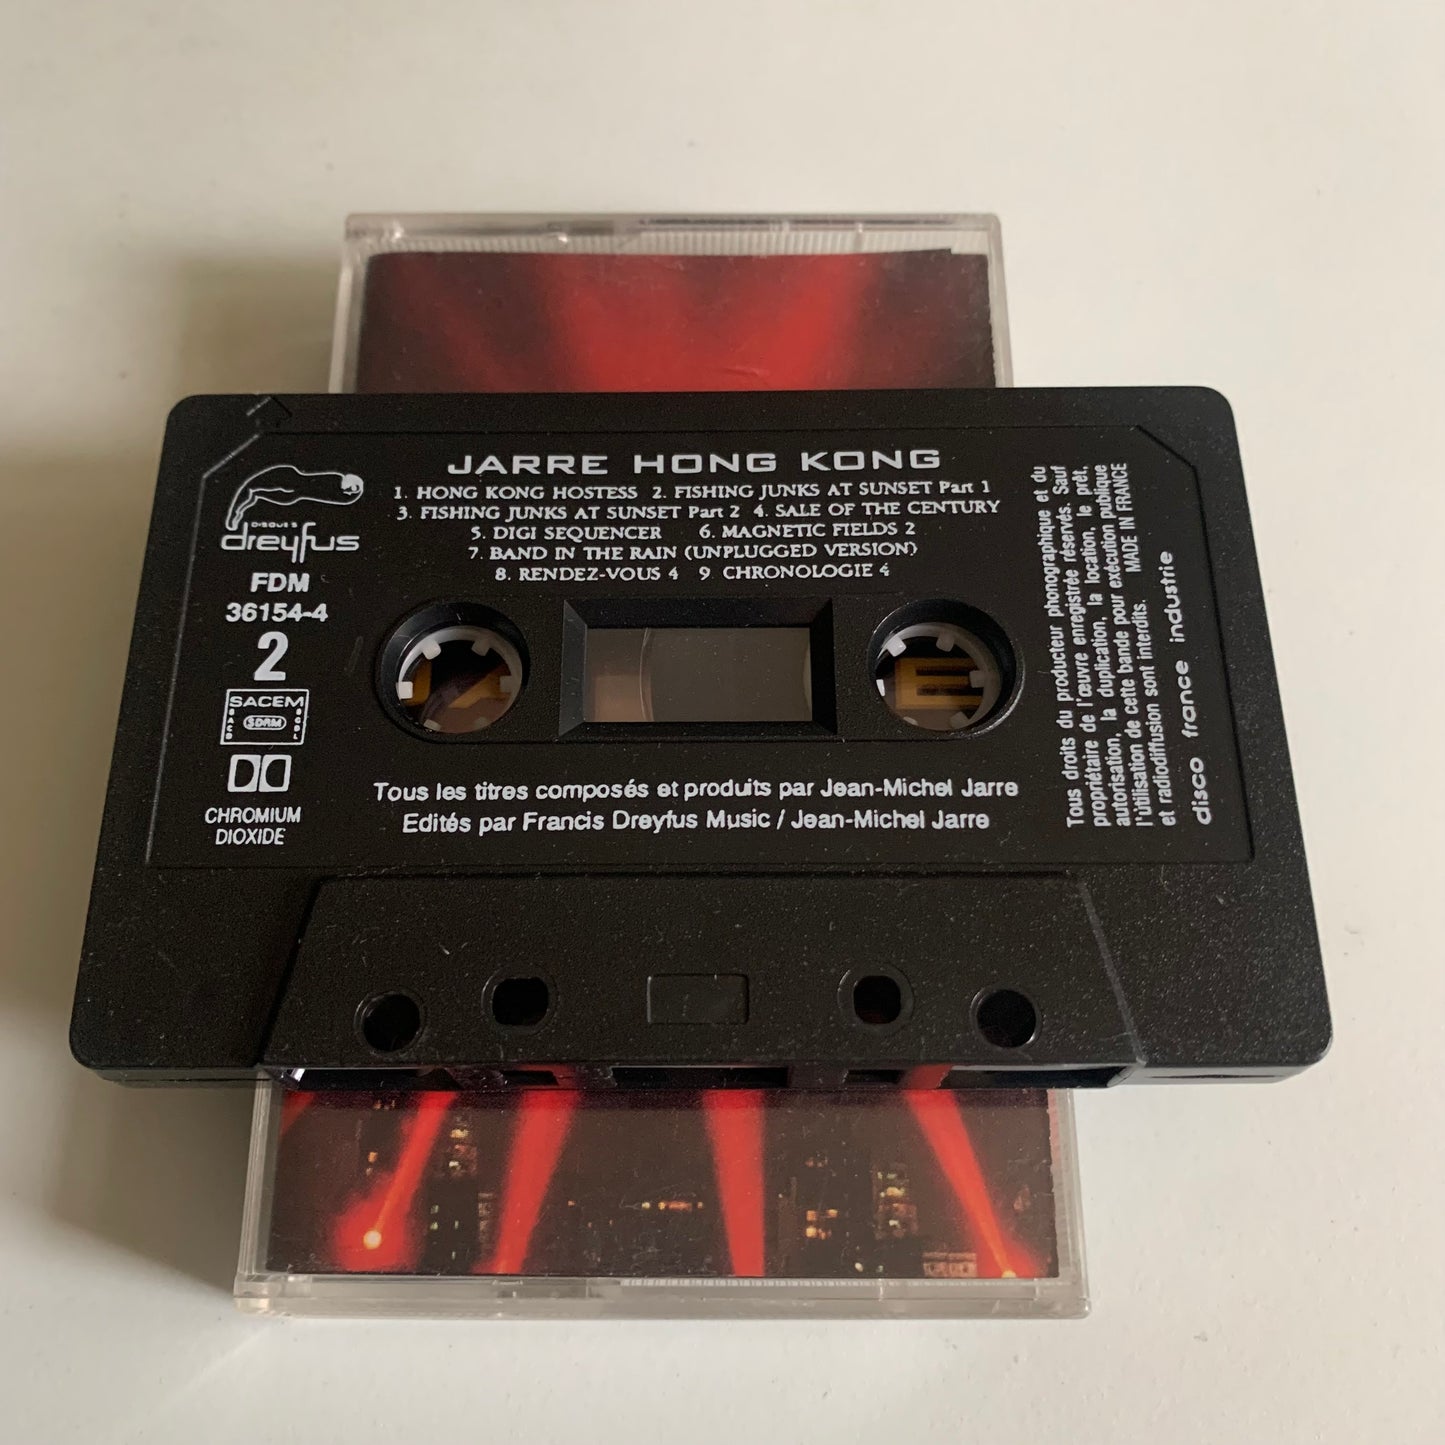 JARRE HONG KONG
1. HONG KONG HOSTESS 2. FISHING JUNKS AT SUNSET Part 1
3. FISHING JUNKS AT SUNSET Part 2 4. SALE OF THE CENTURY
5. DIGI SEQUENCER 6. MAGNETIC FIELDS 2
7. BAND IN THE RAIN (UNPLUGGED VERSION)
8. RENDEZ-VOUS 4 9 CHRONOLOGIE 4
DISQUES
dreyfus
FDM
36154-4
2
SACEM
SDRM
SACD
SGDL
CHROMIUM
DIOXIDE
Tous les titres composés et produits par Jean-Michel Jarre
Edités par Francis Dreyfus Music / Jean-Michel Jarre
Tous droits du producteur phonographique et du
propriétaire de l'œuvre enregistrée réservés. Sauf
autorisation, la duplication, la location, le prêt,
l'utilisation de cette bande pour exécution publique
et radiodiffusion sont interdits. MADE IN FRANCE
disco france industrie